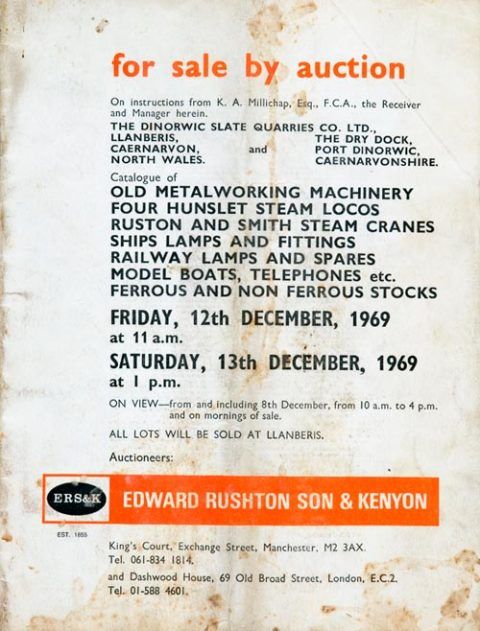 for sale by auction
On instructions from K. A. Millichap, Esq., F.C.A., the Receiver
and Manager herein.
THE DINORWIC SLATE QUARRIES CO. LTD.,
LLANBERIS, THE DRY DOCK,
CAERNARVON, and PORT DINORWIC,
NORTH WALES. CAERNARVONSHIRE.
Catalogue of
OLD METALWORKING MACHINERY
FOUR HUNSLET STEAM LOCOS
RUSTON AND SMITH STEAM CRANES
SHIPS LAMPS AND FITTINGS
RAILWAY LAMPS AND SPARES
MODEL BOATS, TELEPHONES etc.
FERROUS AND NON FERROUS STOCKS
FRIDAY, 12th DECEMBER, 1969
at 11 a.m.
SATURDAY, 13th DECEMBER, 1969
at 1 p.m.
ON VIEW—from and including 8th December, from 10 a.m. to 4 p.m.
and on mornings of sale.
ALL LOTS WILL BE SOLD AT LLANBERIS.
Auctioneers:
ERS&K EDWARD RUSHTON SON & KENYON
EST. 1855
King's Court, Exchange Street, Manchester, M2 3AX.
Tel. 061-834 1814.
and Dashwood House, 69 Old Broad Street, London, E.C.2.
Tel. 01-588 4601.